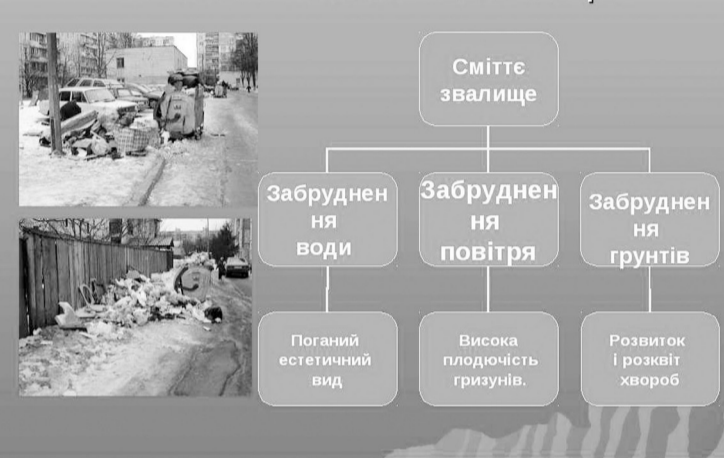 Сміттє
звалище
Забруднен
ня
води
Забруднен
ня
повітря
Забруднен
ня
грунтів
Поганий
естетичний
вид
Висока
плодючість
гризунів.
Розвиток
і розквіт
хвороб